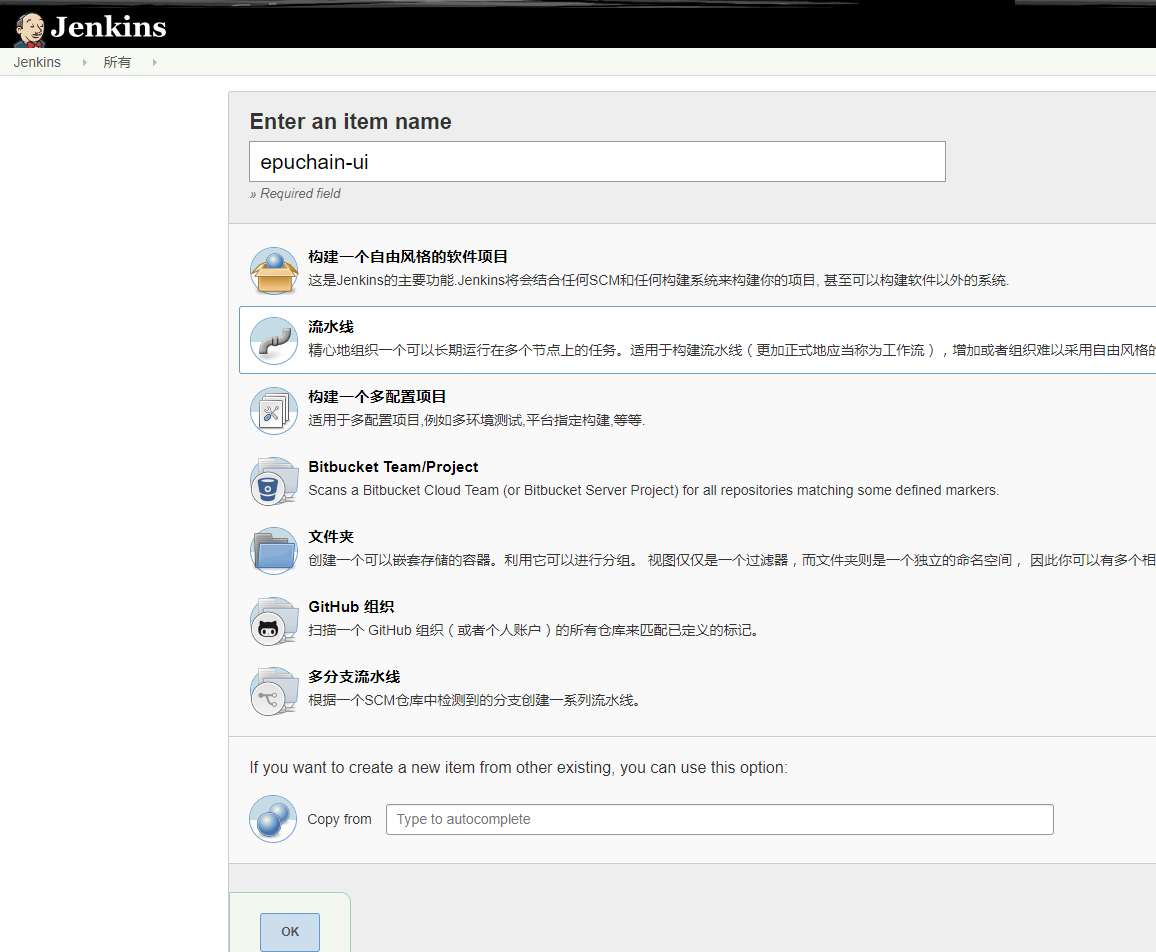 Jenkins
Jenkins 所有
Enter an item name
epuchain-ui
» Required field
构建一个自由风格的软件项目
这是Jenkins的主要功能.Jenkins将会结合任何SCM和任何构建系统来构建你的项目, 甚至可以构建软件以外的系统.
流水线
精心地组织一个可以长期运行在多个节点上的任务。适用于构建流水线（更加正式地应当称为工作流），增加或者组织难以采用自由风格的
构建一个多配置项目
适用于多配置项目,例如多环境测试,平台指定构建,等等.
Bitbucket Team/Project
Scans a Bitbucket Cloud Team (or Bitbucket Server Project) for all repositories matching some defined markers.
文件夹
创建一个可以嵌套存储的容器。利用它可以进行分组。 视图仅仅是一个过滤器，而文件夹则是一个独立的命名空间， 因此你可以有多个相
GitHub 组织
扫描一个 GitHub 组织（或者个人账户）的所有仓库来匹配已定义的标记。
多分支流水线
根据一个SCM仓库中检测到的分支创建一系列流水线。
If you want to create a new item from other existing, you can use this option:
Copy from Type to autocomplete
OK